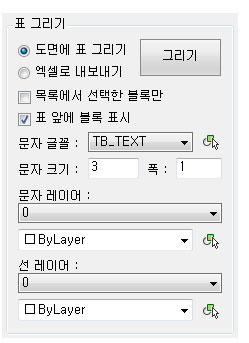 표 그리기
도면에 표 그리기
그리기
엑셀로 내보내기
목록에서 선택한 블록만
표 앞에 블록 표시
문자 글꼴 : TB_TEXT
문자 크기 : 3 폭 : 1
문자 레이어 :
0
ByLayer
선 레이어 :
0
ByLayer